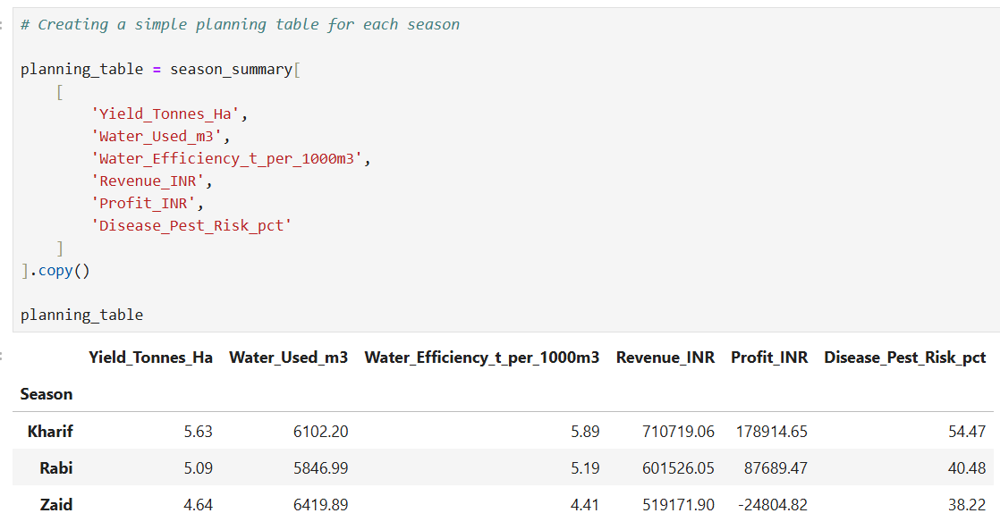 # Creating a simple planning table for each season
planning_table = season_summary[
    [
        'Yield_Tonnes_Ha',
        'Water_Used_m3',
        'Water_Efficiency_t_per_1000m3',
        'Revenue_INR',
        'Profit_INR',
        'Disease_Pest_Risk_pct'
    ]
].copy()
planning_table
Yield_Tonnes_Ha Water_Used_m3 Water_Efficiency_t_per_1000m3 Revenue_INR Profit_INR Disease_Pest_Risk_pct
Season
Kharif 5.63 6102.20 5.89 710719.06 178914.65 54.47
Rabi 5.09 5846.99 5.19 601526.05 87689.47 40.48
Zaid 4.64 6419.89 4.41 519171.90 -24804.82 38.22